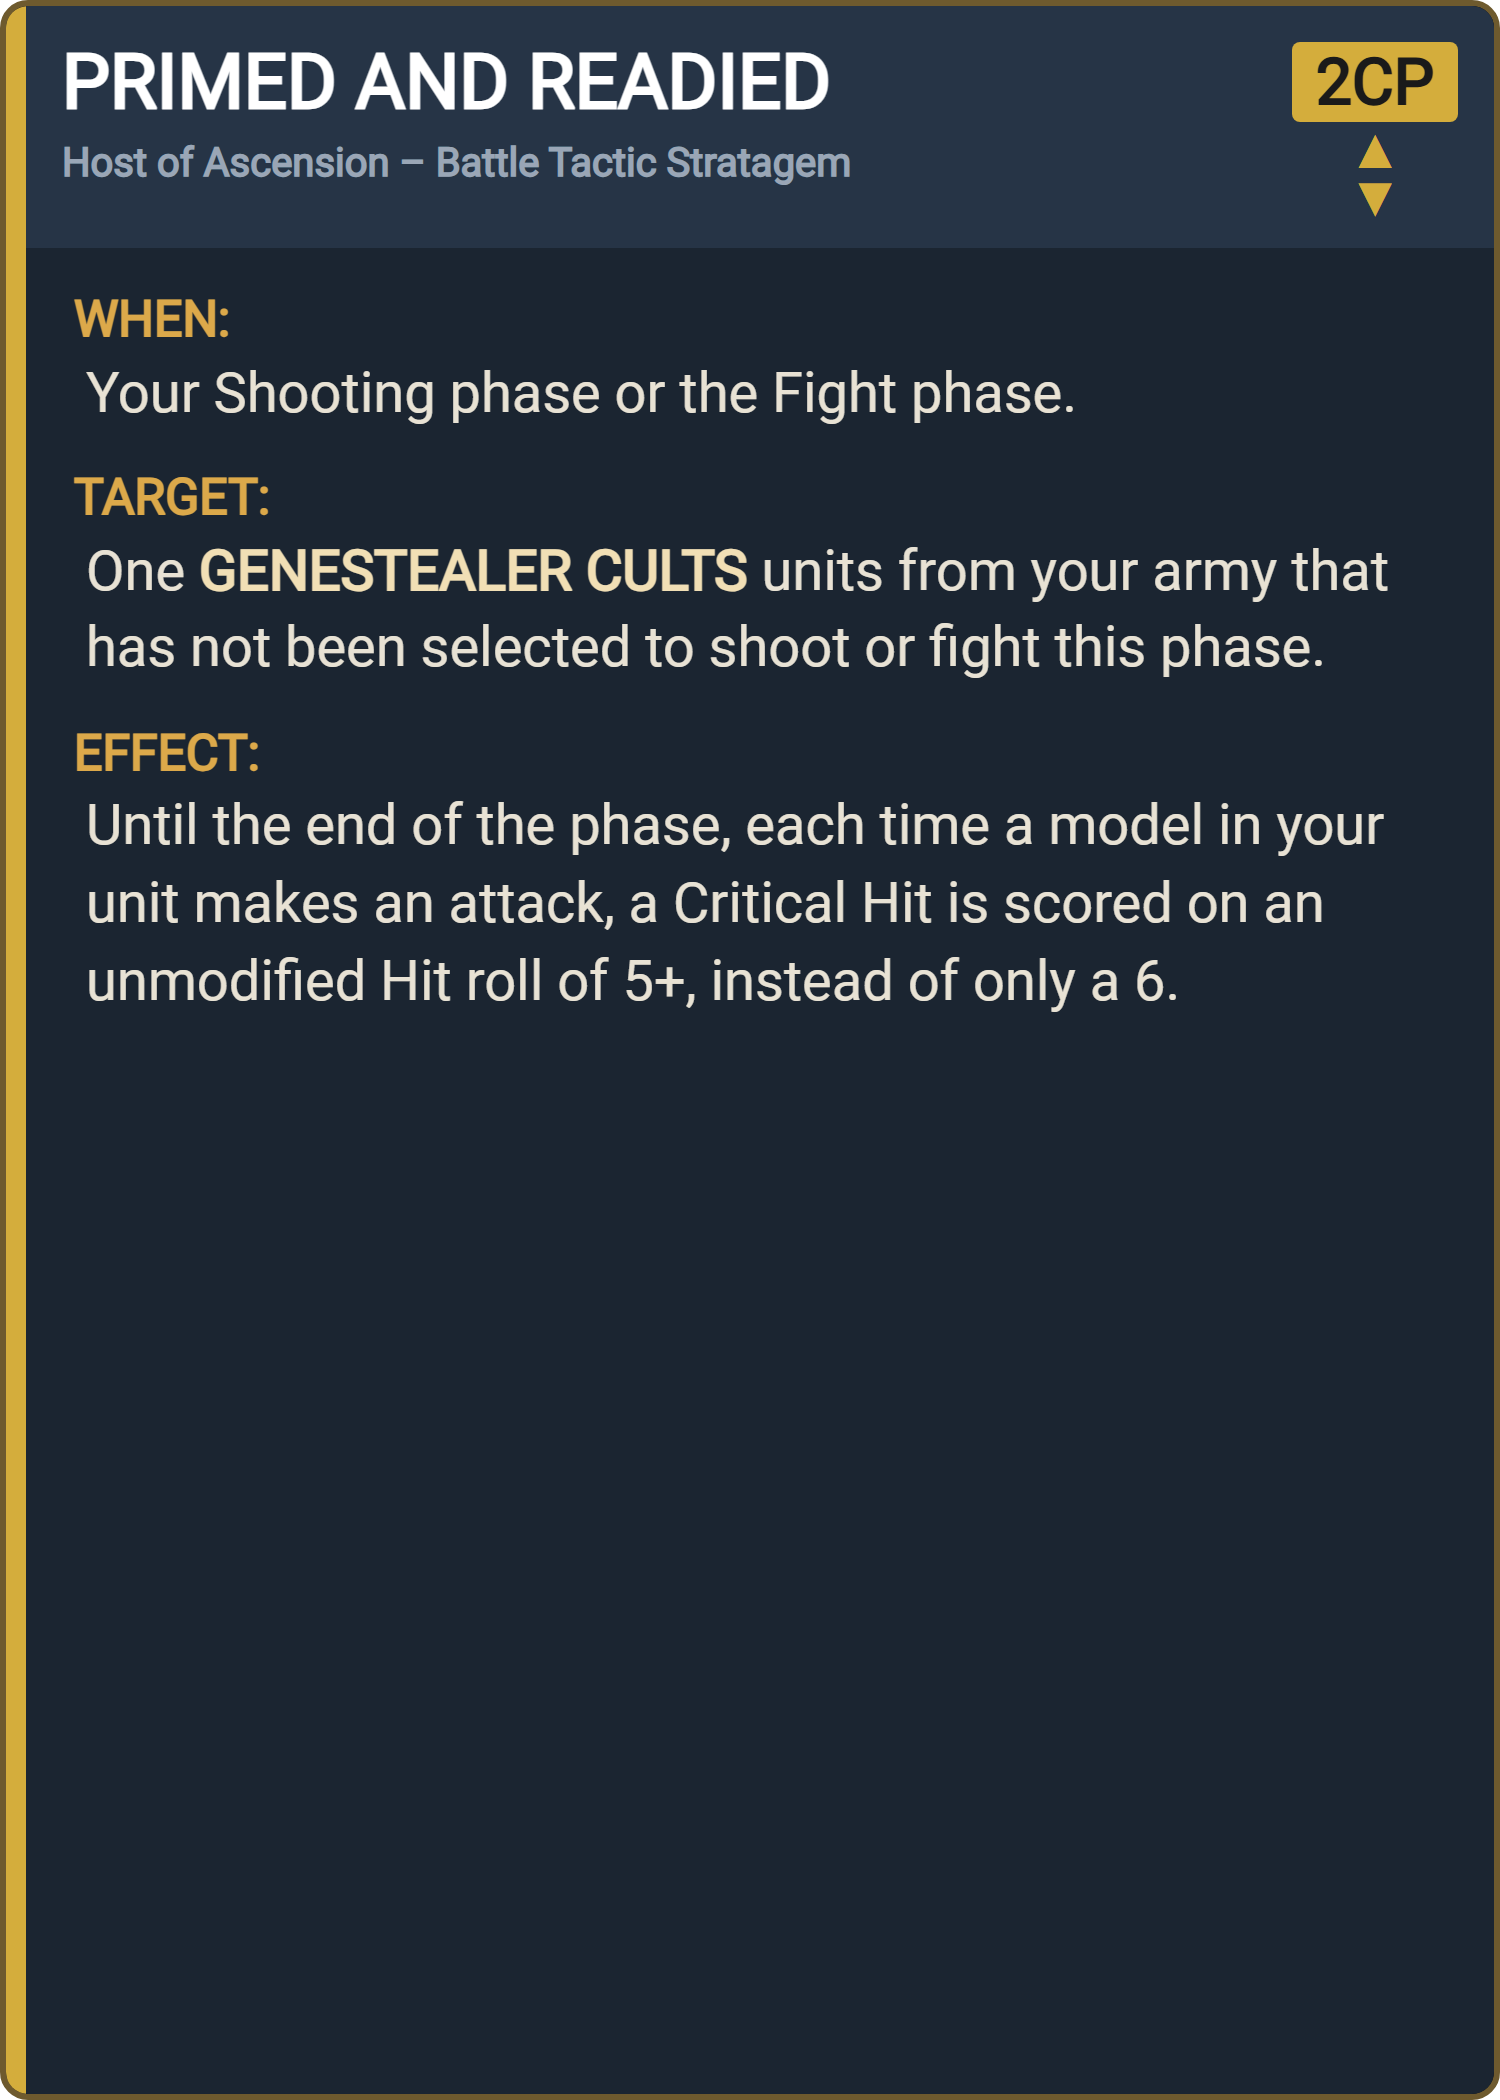 PRIMED AND READIED
2CP
Host of Ascension – Battle Tactic Stratagem
WHEN:
Your Shooting phase or the Fight phase.
TARGET:
One GENESTEALER CULTS units from your army that
has not been selected to shoot or fight this phase.
EFFECT:
Until the end of the phase, each time a model in your
unit makes an attack, a Critical Hit is scored on an
unmodified Hit roll of 5+, instead of only a 6.